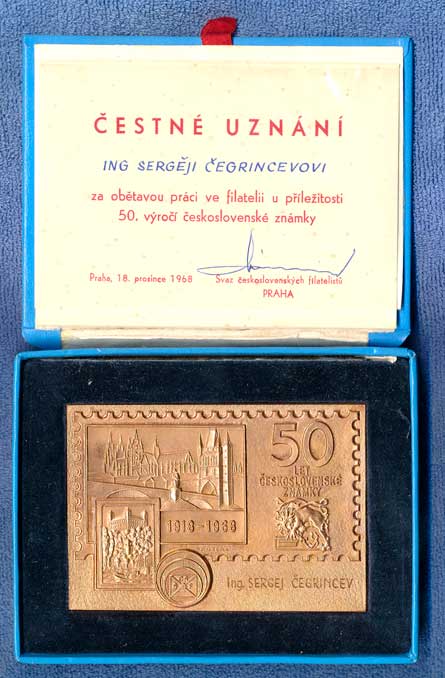 ČESTNÉ UZNÁNÍ
ING SERGĚJI ČEGRINCEVOVI
za obětavou práci ve filatelii u příležitosti
50. výročí československé známky
Praha, 18. prosince 1968
Svaz československých filatelistů
PRAHA
50
LET
ČESKOSLOVENSKÉ
ZNÁMKY
1918-1968
Ing. SERGEJ ČEGRINCEV